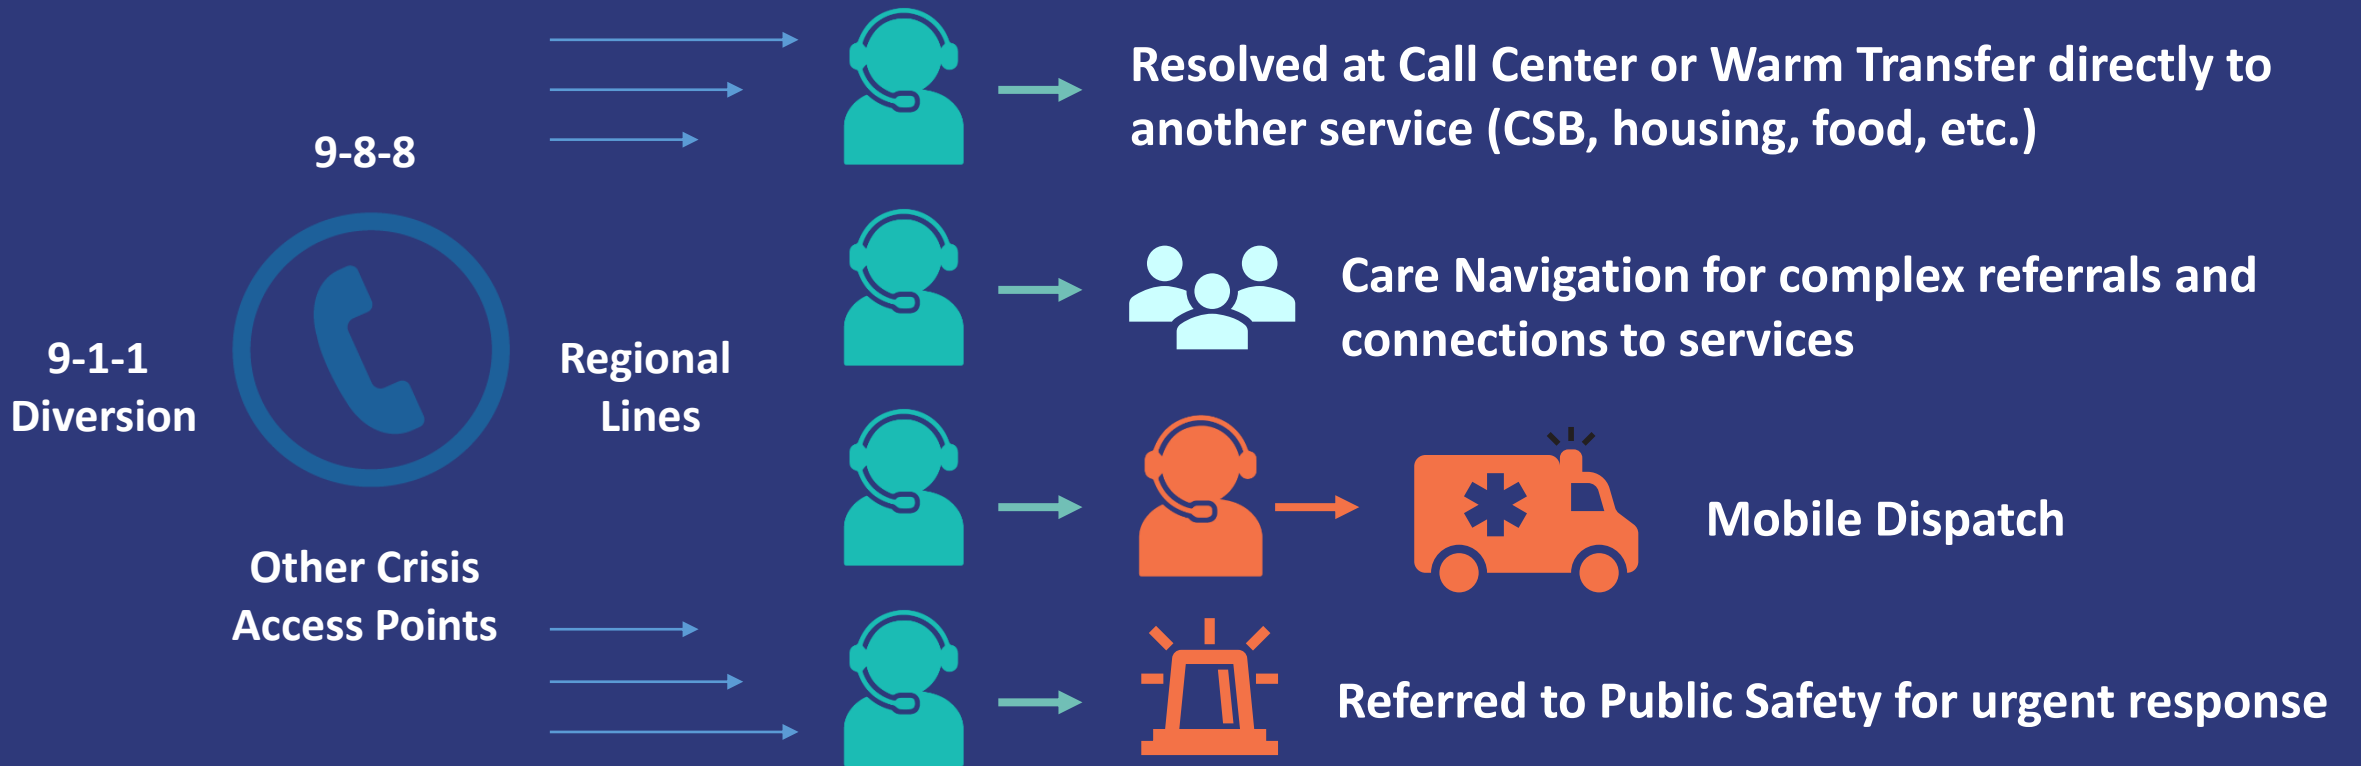 9-8-8
9-1-1
Diversion
Regional
Lines
Other Crisis
Access Points
Resolved at Call Center or Warm Transfer directly to
another service (CSB, housing, food, etc.)
Care Navigation for complex referrals and
connections to services
Mobile Dispatch
Referred to Public Safety for urgent response